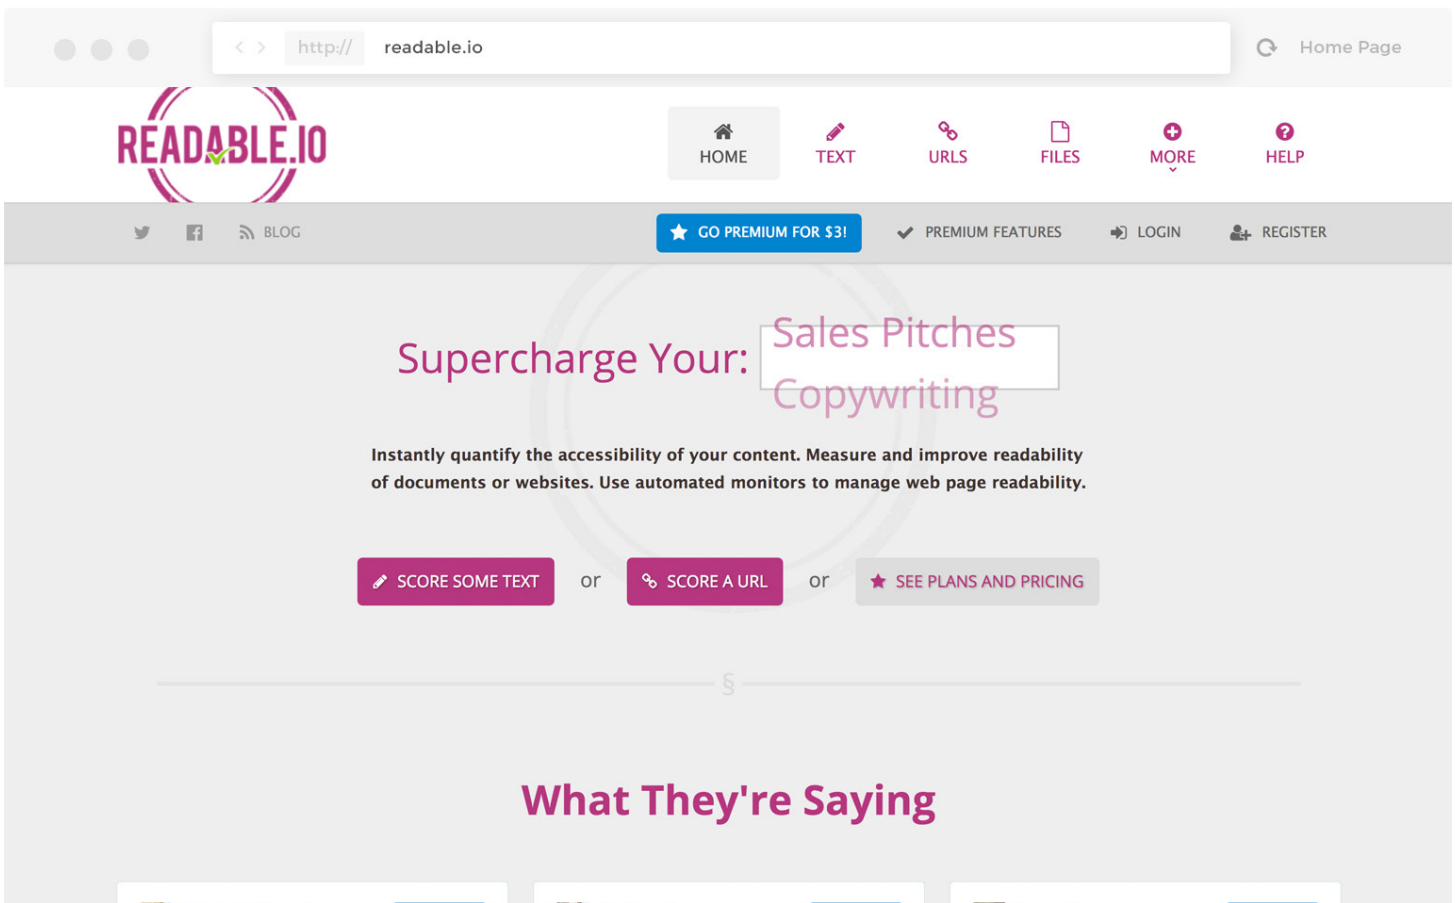 http:// readable.io
Home Page
READABLE.IO
HOME
TEXT
URLS
FILES
MORE
HELP
BLOG
GO PREMIUM FOR $3!
PREMIUM FEATURES
LOGIN
REGISTER
Supercharge Your:
Sales Pitches
Copywriting
Instantly quantify the accessibility of your content. Measure and improve readability
of documents or websites. Use automated monitors to manage web page readability.
SCORE SOME TEXT or SCORE A URL or SEE PLANS AND PRICING
§
What They're Saying